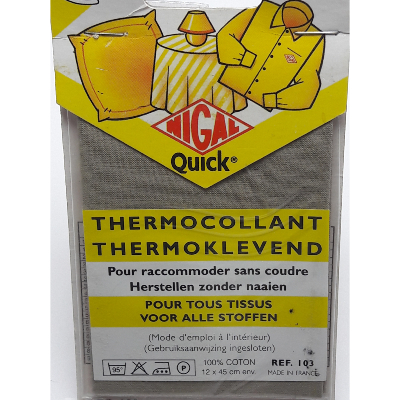 NIGAL
Quick®
THERMOCOLLANT
THERMOKLEVEND
Pour raccommoder sans coudre
Herstellen zonder naaien
POUR TOUS TISSUS
VOOR ALLE STOFFEN
(Mode d'emploi à l'intérieur)
(Gebruiksaanwijzing ingesloten)
95° P 100% COTON REF. 103
12 x 45 cm env. MADE IN FRANCE